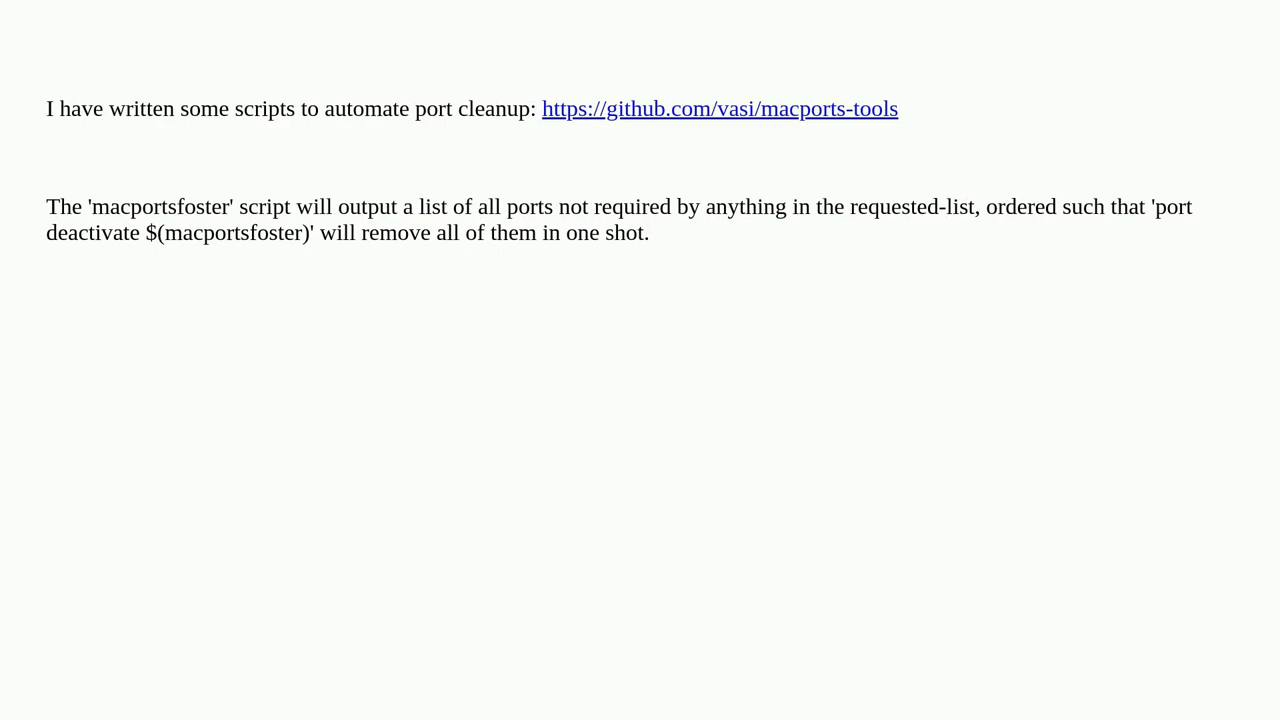 I have written some scripts to automate port cleanup: https://github.com/vasi/macports-tools
The 'macportsfoster' script will output a list of all ports not required by anything in the requested-list, ordered such that 'port
deactivate $(macportsfoster)' will remove all of them in one shot.